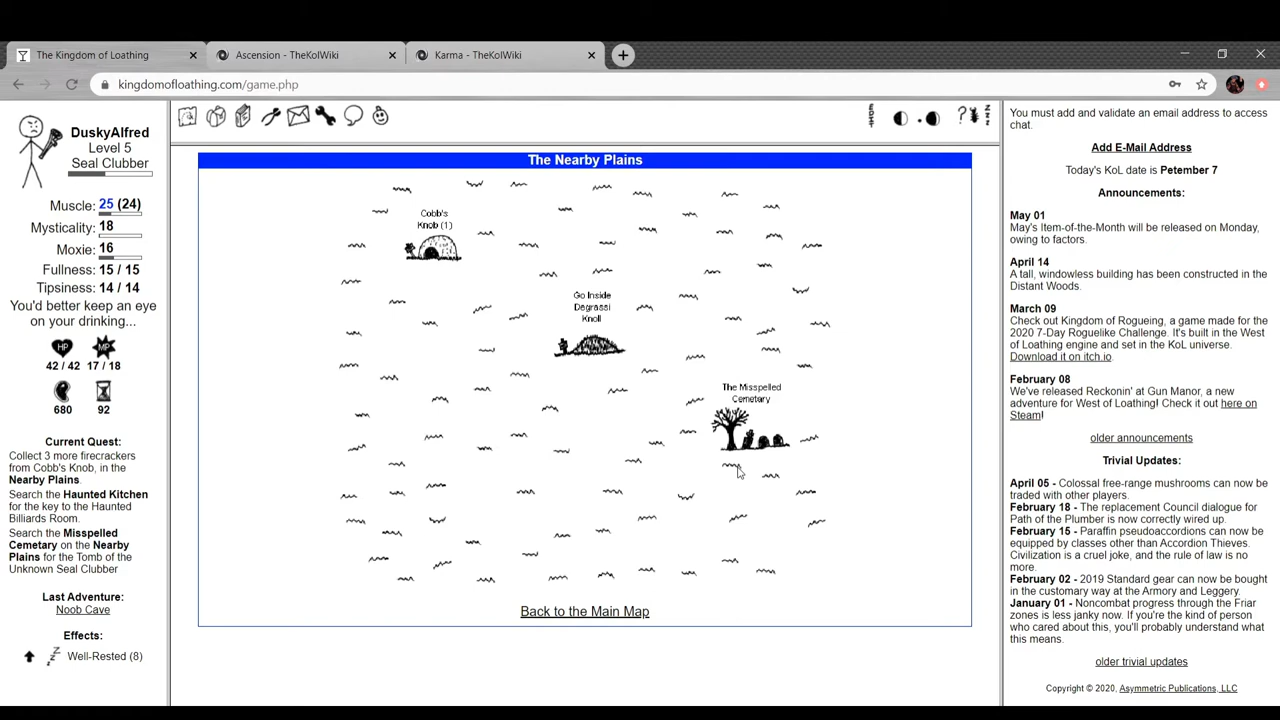 The Kingdom of Loathing
Ascension - TheKolWiki
Karma - TheKolWiki
kingdomofloathing.com/game.php
DuskyAlfred
Level 5
Seal Clubber
Muscle: 25 (24)
Mysticality: 18
Moxie: 16
Fullness: 15 / 15
Tipsiness: 14 / 14
You'd better keep an eye
on your drinking...
HP MP
42 / 42 17 / 18
680 92
Current Quest:
Collect 3 more firecrackers
from Cobb's Knob, in the
Nearby Plains.
Search the Haunted Kitchen
for the key to the Haunted
Billiards Room.
Search the Misspelled
Cemetary on the Nearby
Plains for the Tomb of the
Unknown Seal Clubber
Last Adventure:
Noob Cave
Effects:
Well-Rested (8)
The Nearby Plains
Cobb's
Knob (1)
Go Inside
Degrassi
Knoll
The Misspelled
Cemetary
Back to the Main Map
You must add and validate an email address to access
chat.
Add E-Mail Address
Today's KoL date is Petember 7
Announcements:
May 01
May's Item-of-the-Month will be released on Monday,
owing to factors.
April 14
A tall, windowless building has been constructed in the
Distant Woods.
March 09
Check out Kingdom of Rogueing, a game made for the
2020 7-Day Roguelike Challenge. It's built in the West
of Loathing engine and set in the KoL universe.
Download it on itch.io.
February 08
We've released Reckonin' at Gun Manor, a new
adventure for West of Loathing! Check it out here on
Steam!
older announcements
Trivial Updates:
April 05 - Colossal free-range mushrooms can now be
traded with other players.
February 18 - The replacement Council dialogue for
Path of the Plumber is now correctly wired up.
February 15 - Paraffin pseudoaccordions can now be
equipped by classes other than Accordion Thieves.
Civilization is a cruel joke, and the rule of law is no
more.
February 02 - 2019 Standard gear can now be bought
in the customary way at the Armory and Leggery.
January 01 - Noncombat progress through the Friar
zones is less janky now. If you're the kind of person
who cared about this, you'll probably understand what
this means.
older trivial updates
Copyright © 2020, Asymmetric Publications, LLC